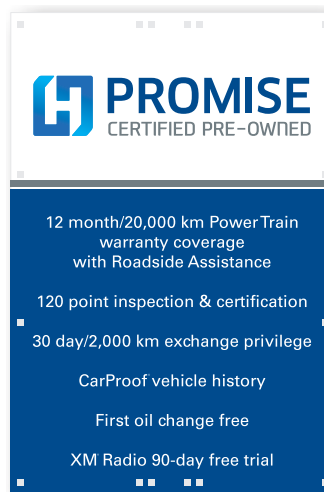 PROMISE
CERTIFIED PRE-OWNED
12 month/20,000 km PowerTrain
warranty coverage
with Roadside Assistance
120 point inspection & certification
30 day/2,000 km exchange privilege
CarProof vehicle history
First oil change free
XM Radio 90-day free trial